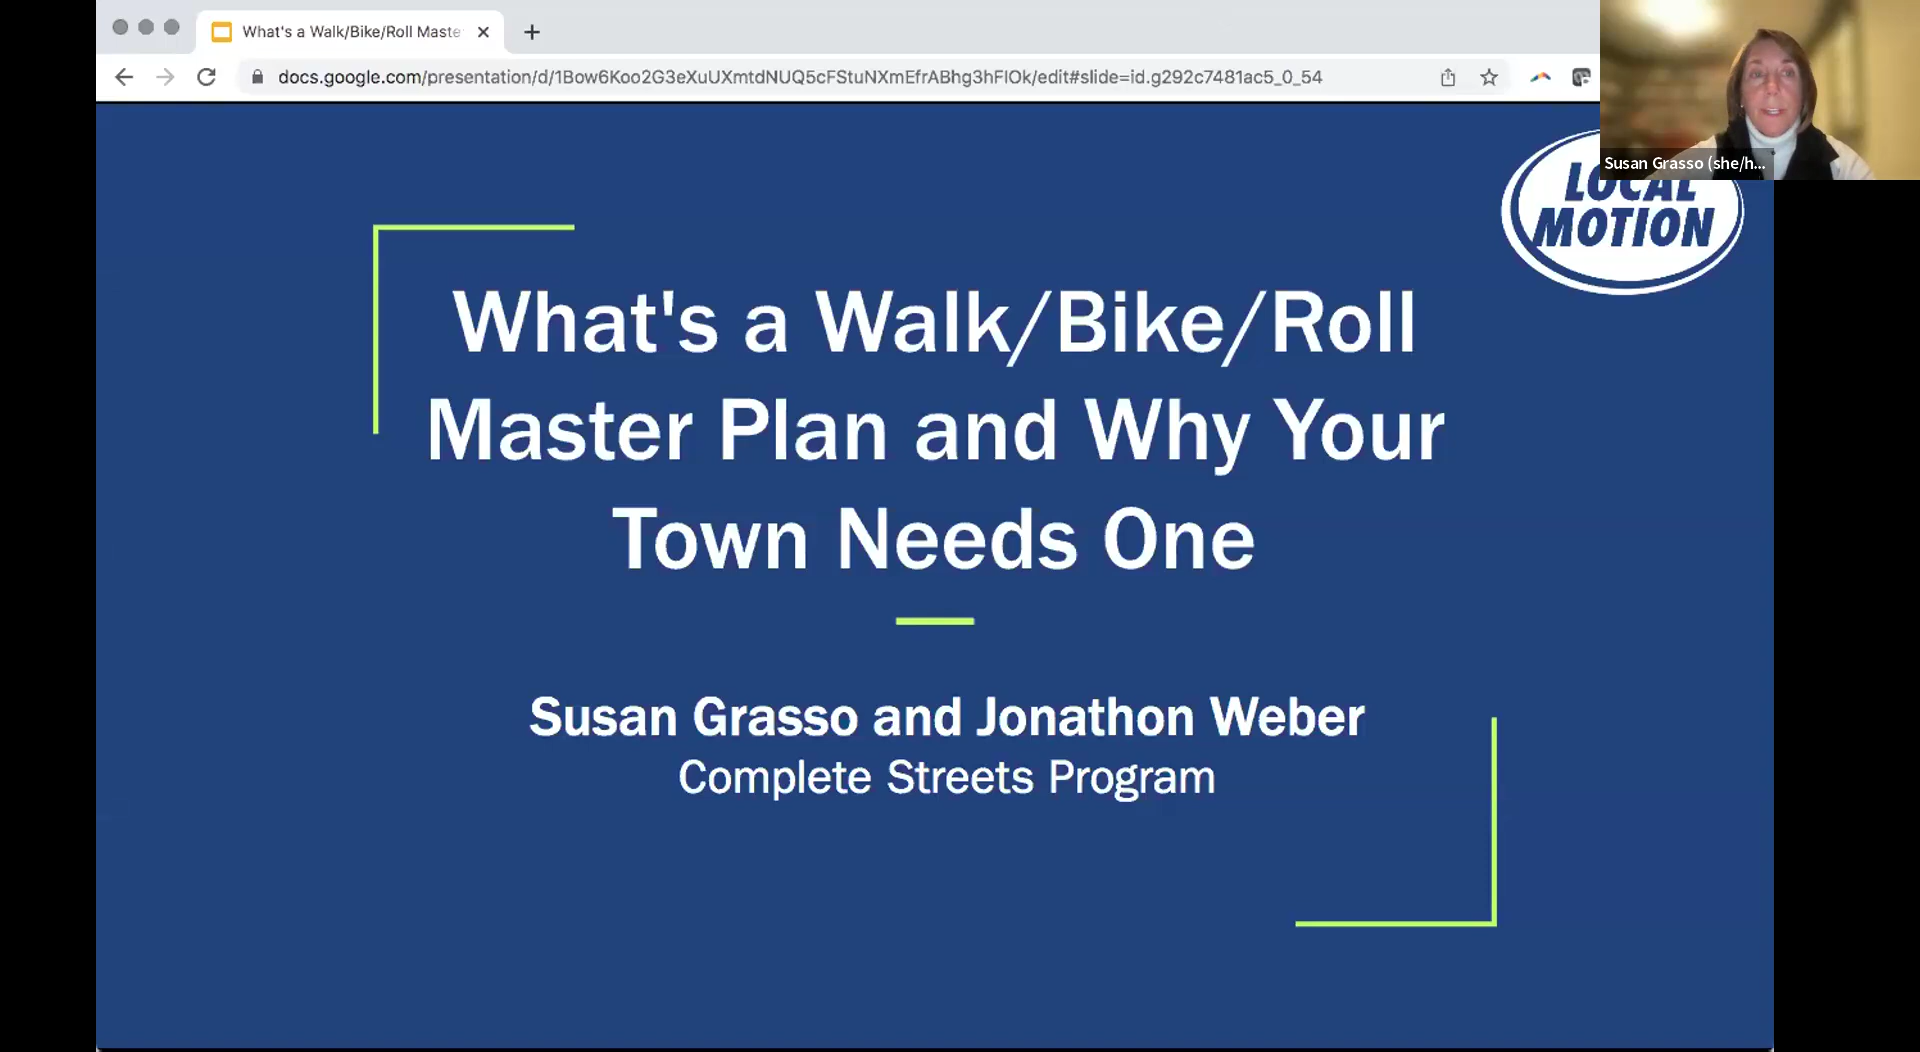 What's a Walk/Bike/Roll Maste
docs.google.com/presentation/d/1Bow6Koo2G3eXuUXmtdNUQ5cFStuNXmEfrABhg3hFIOk/edit#slide=id.g292c7481ac5_0_54
Susan Grasso (she/h...
LOCAL
MOTION
What's a Walk/Bike/Roll
Master Plan and Why Your
Town Needs One
Susan Grasso and Jonathon Weber
Complete Streets Program